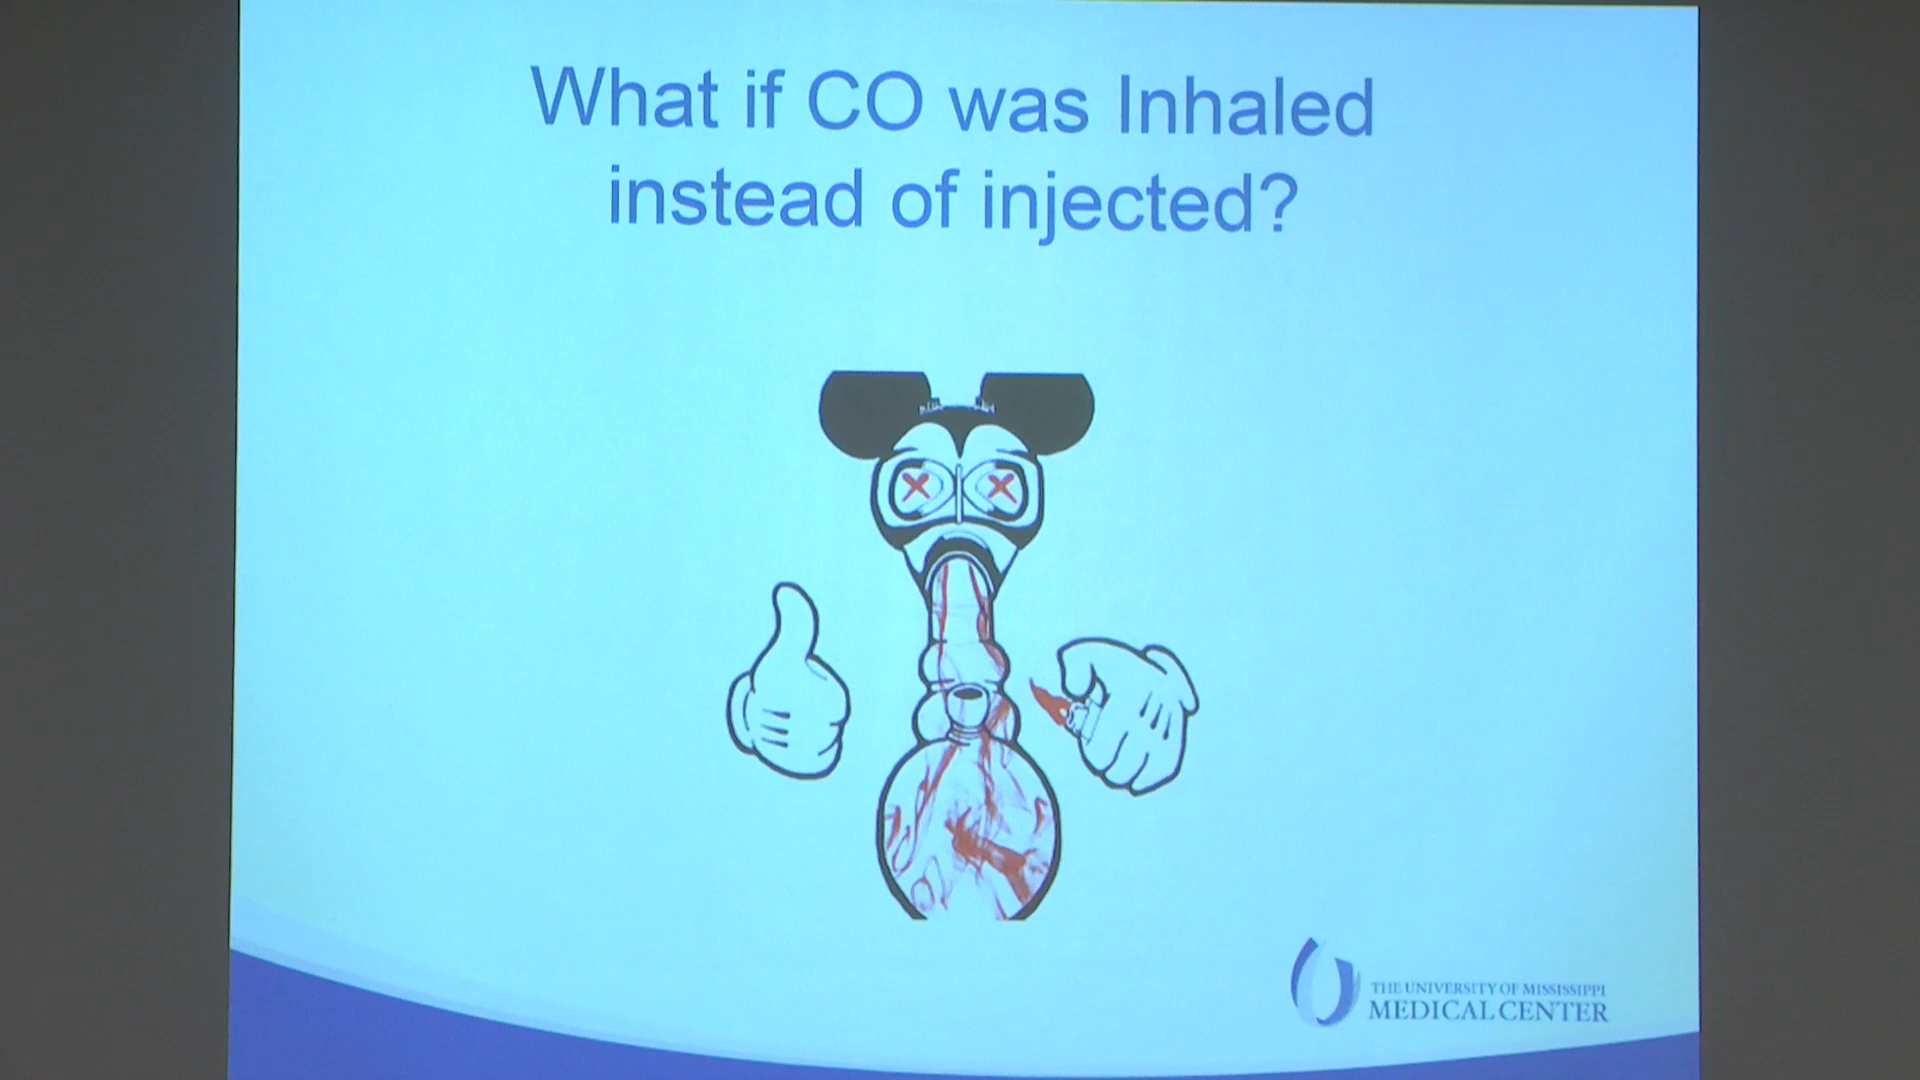 What if CO was Inhaled
instead of injected?
THE UNIVERSITY OF MISSISSIPPI
MEDICAL CENTER